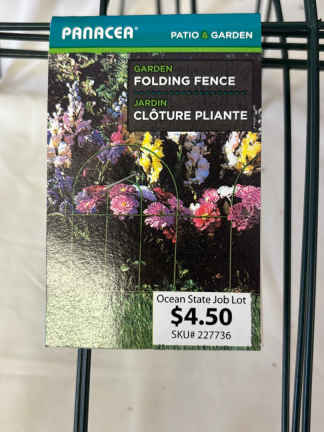 PANACEA®
PATIO & GARDEN
GARDEN
FOLDING FENCE
JARDIN
CLÔTURE PLIANTE
Ocean State Job Lot
$4.50
SKU# 227736